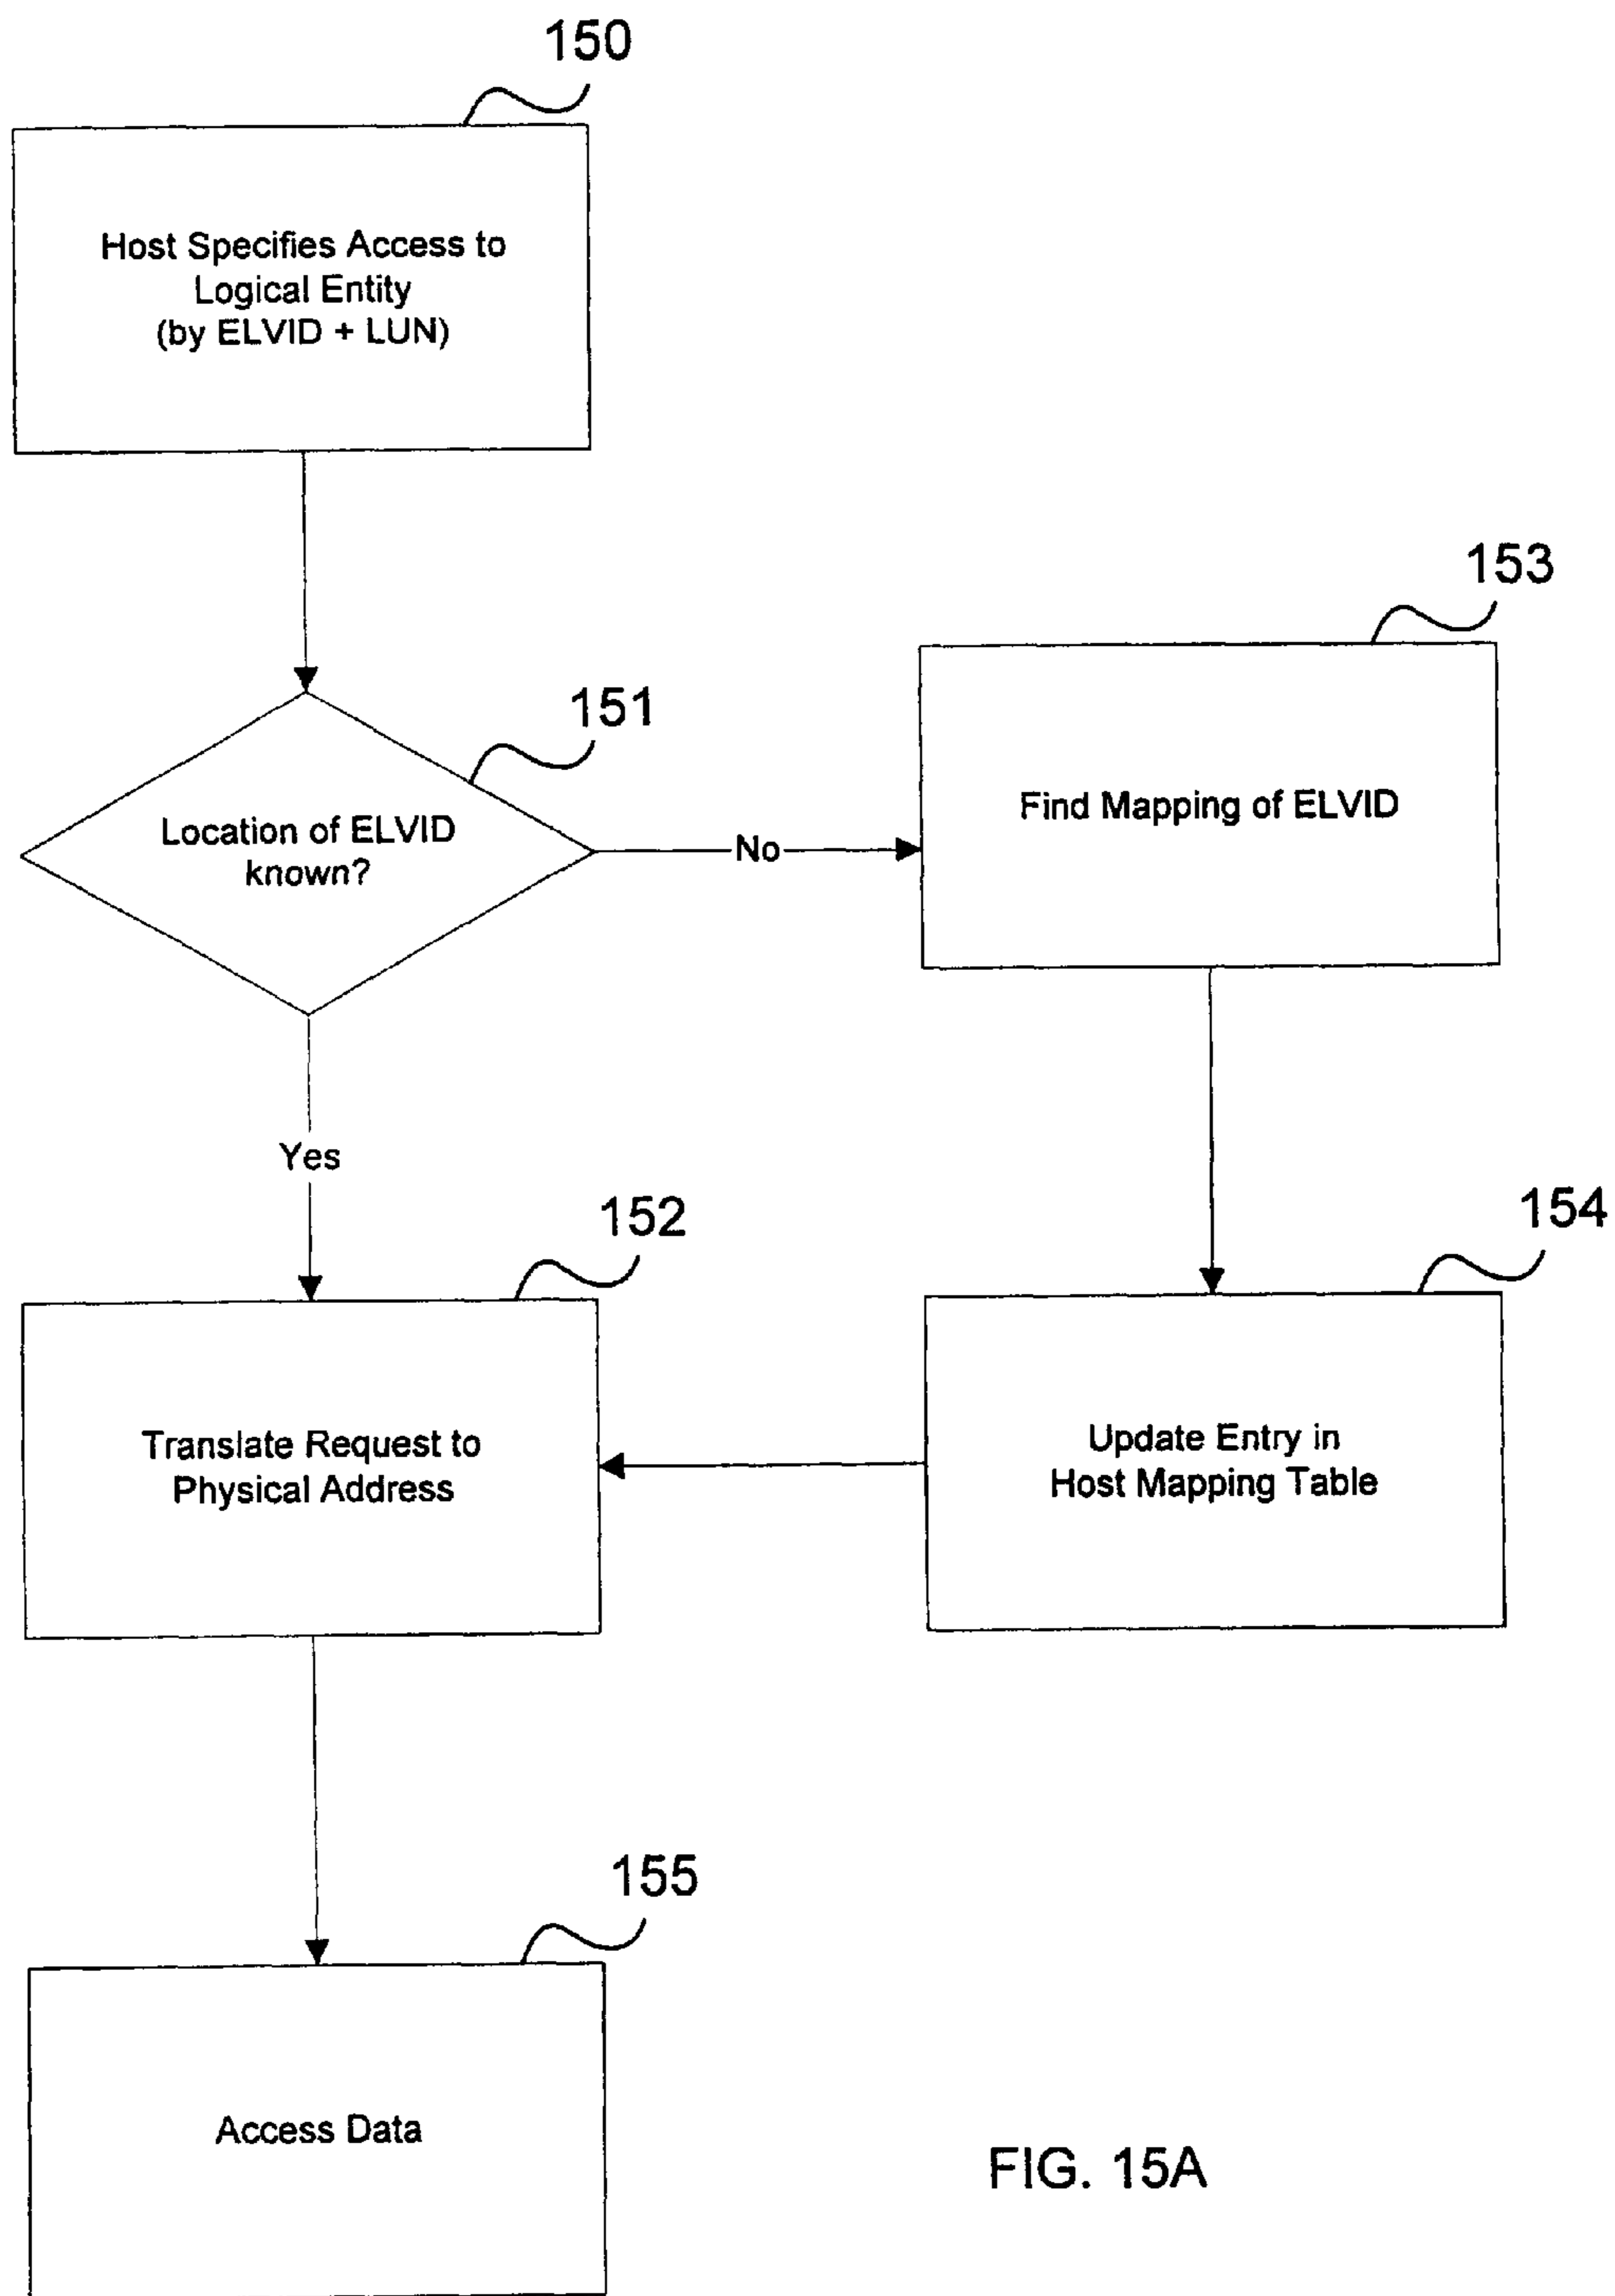 150
Host Specifies Access to
Logical Entity
(by ELVID + LUN)
151
Location of ELVID
known?
No
153
Find Mapping of ELVID
Yes
152
Translate Request to
Physical Address
154
Update Entry in
Host Mapping Table
155
Access Data
FIG. 15A